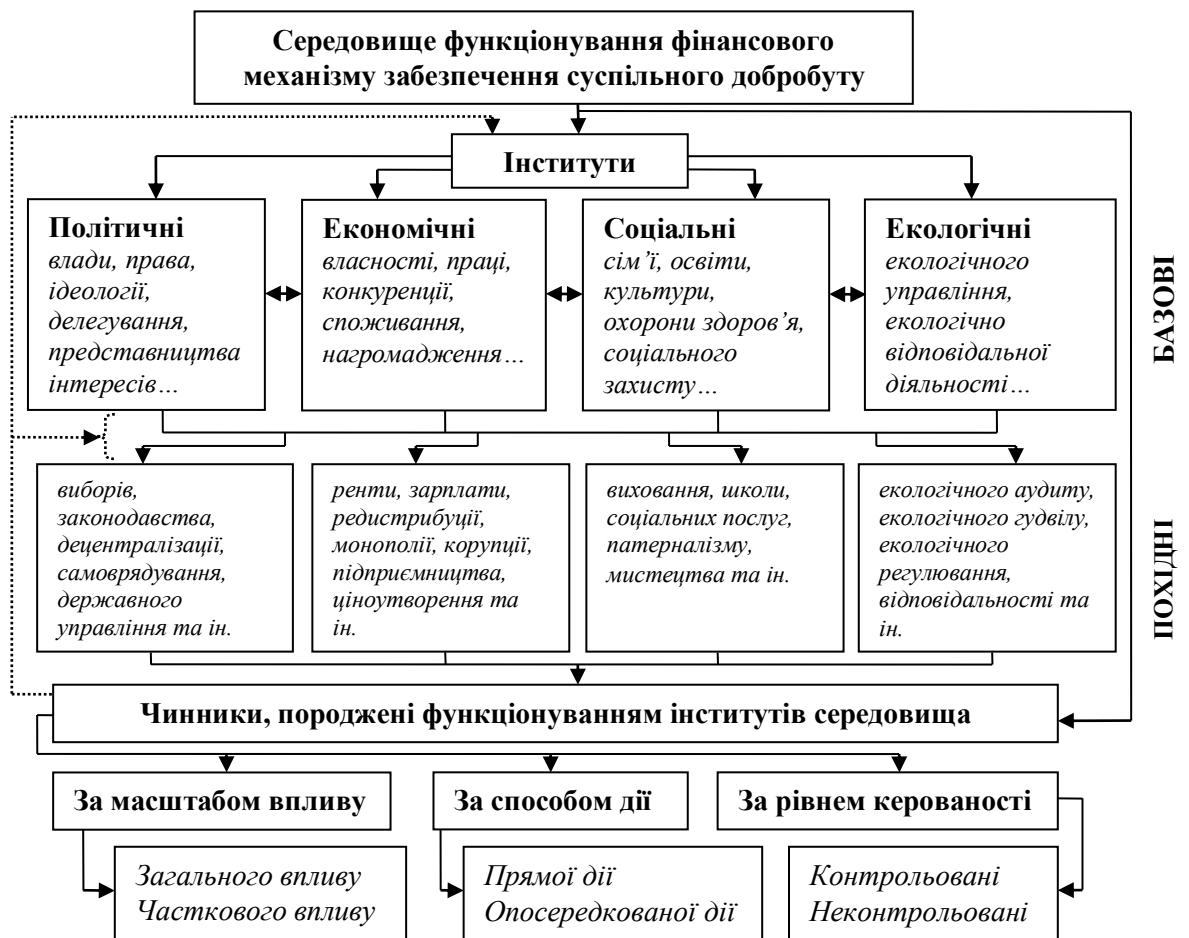 Середовище функціонування фінансового
механізму забезпечення суспільного добробуту
Інститути
Політичні
влади, права,
ідеології,
делегування,
представництва
інтересів…
Економічні
власності, праці,
конкуренції,
споживання,
нагромадження…
Соціальні
сім’ї, освіти,
культури,
охорони здоров’я,
соціального
захисту…
Екологічні
екологічного
управління,
екологічно
відповідальної
діяльності…
БАЗОВІ
виборів,
законодавства,
децентралізації,
самоврядування,
державного
управління та ін.
ренти, зарплати,
редистрибуції,
монополії, корупції,
підприємництва,
ціноутворення та
ін.
виховання, школи,
соціальних послуг,
патерналізму,
мистецтва та ін.
екологічного аудиту,
екологічного гудвілу,
екологічного
регулювання,
відповідальності та
ін.
ПОХІДНІ
Чинники, породжені функціонуванням інститутів середовища
За масштабом впливу
За способом дії
За рівнем керованості
Загального впливу
Часткового впливу
Прямої дії
Опосередкованої дії
Контрольовані
Неконтрольовані